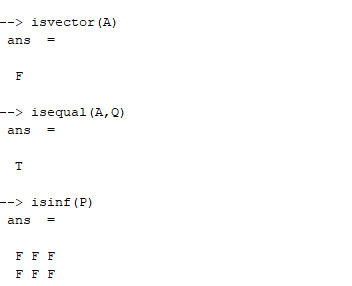 --> isvector(A)
ans =
F
--> isequal(A,Q)
ans =
T
--> isinf(P)
ans =
F F F
F F F